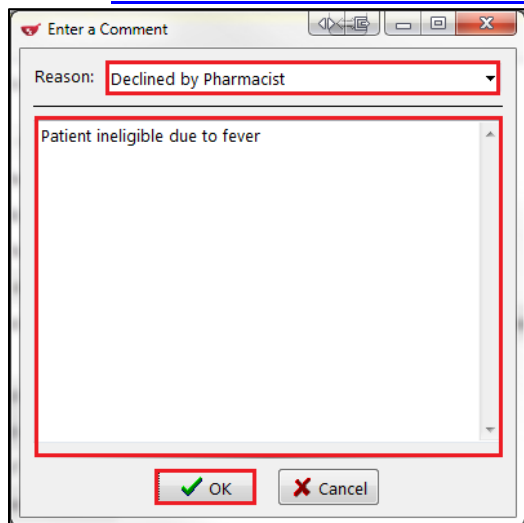 Enter a Comment
Reason: Declined by Pharmacist
Patient ineligible due to fever
OK Cancel